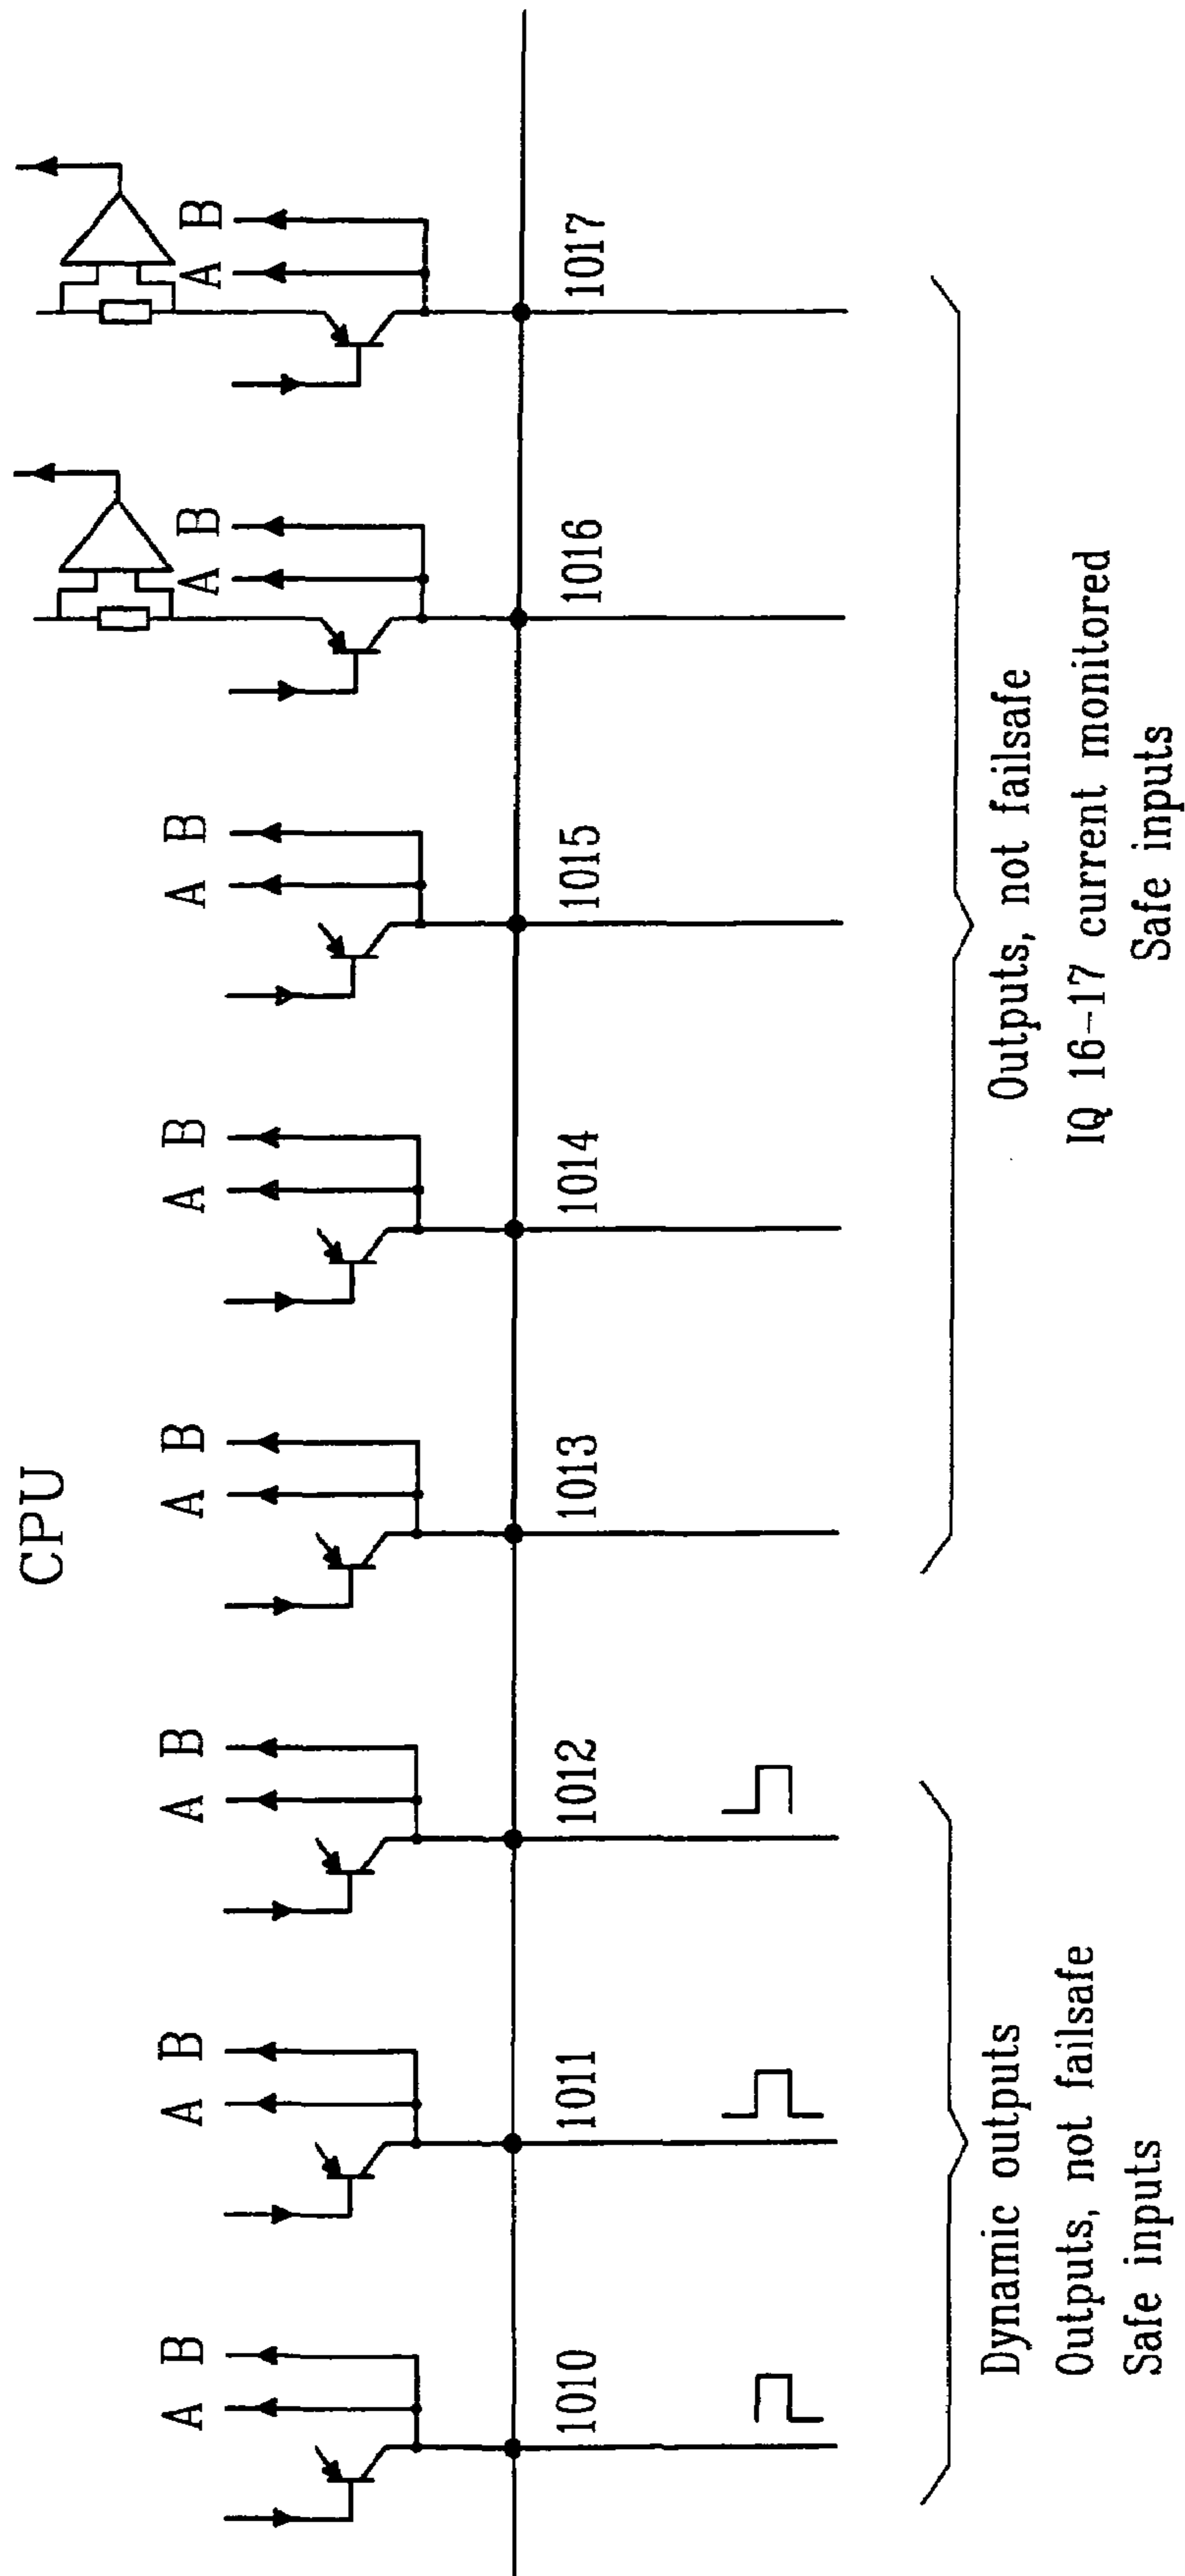 CPU
A B A B A B A B A B A B A B A B
1010 1011 1012 1013 1014 1015 1016 1017
Dynamic outputs
Outputs, not failsafe
Safe inputs
Outputs, not failsafe
IQ 16-17 current monitored
Safe inputs